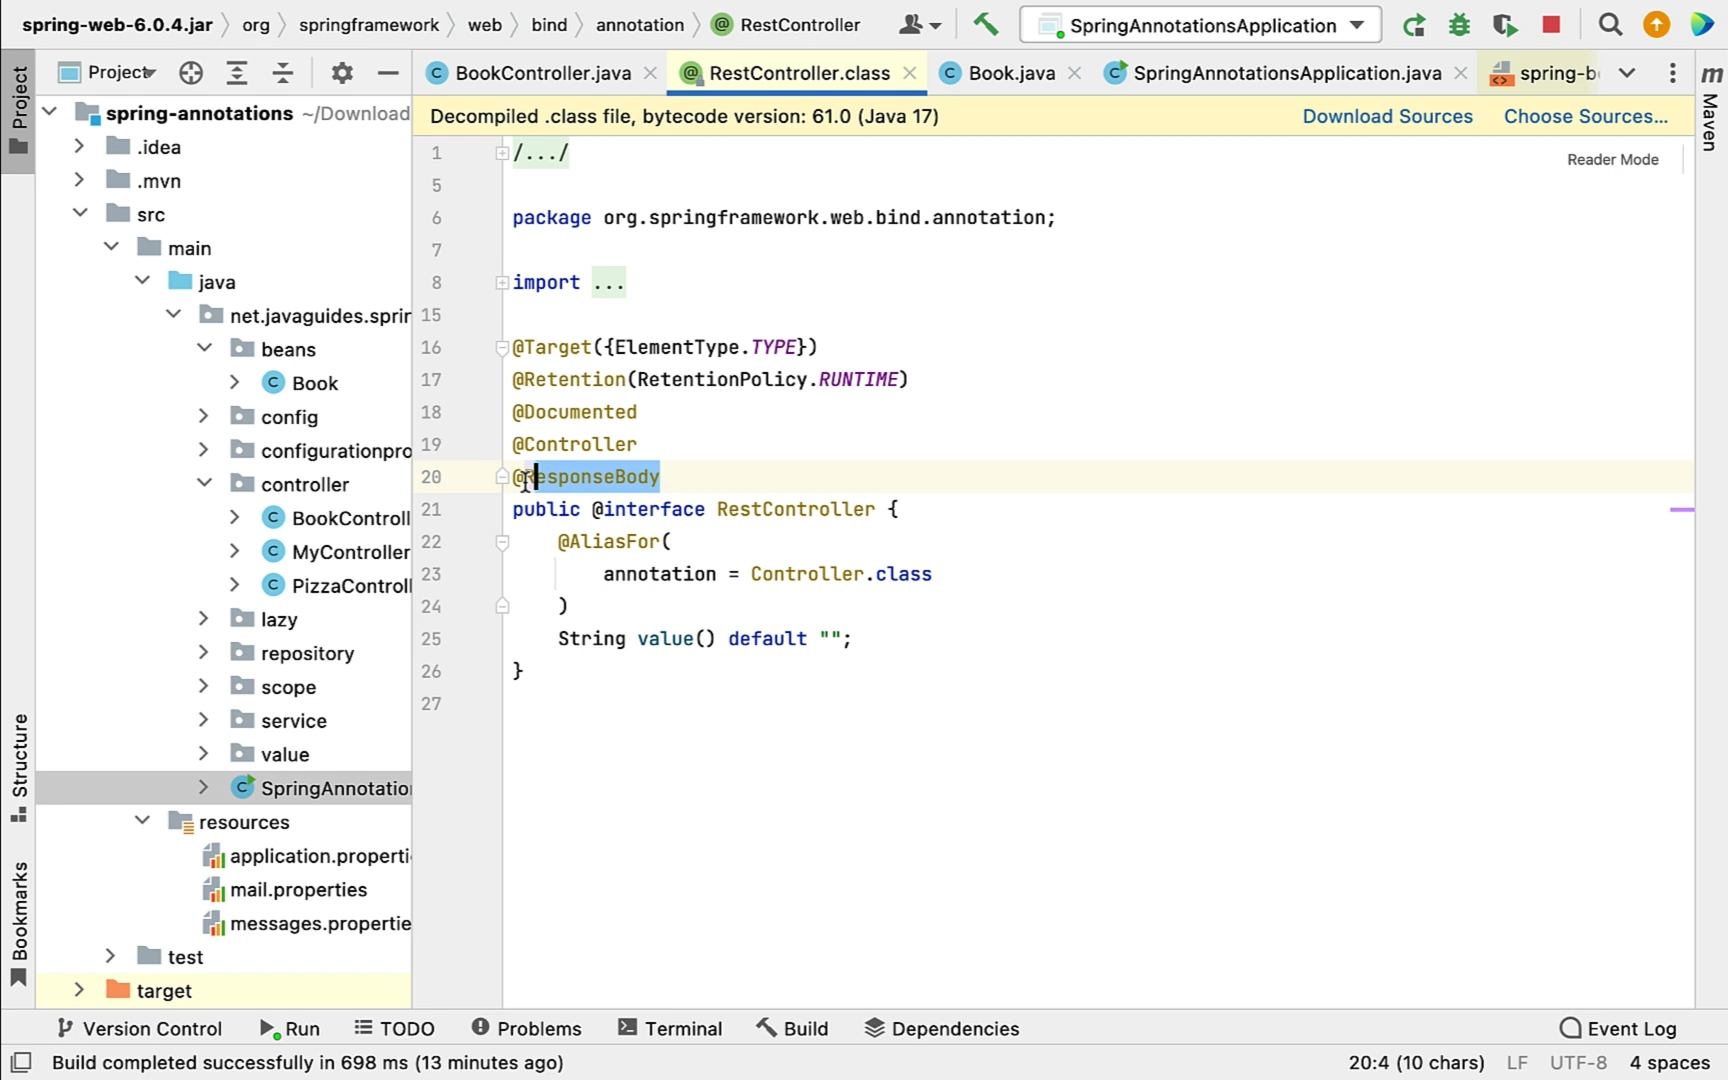 spring-web-6.0.4.jar org springframework web bind annotation @ RestController SpringAnnotationsApplication
Project
BookController.java RestController.class Book.java SpringAnnotationsApplication.java spring-b
Decompiled .class file, bytecode version: 61.0 (Java 17) Download Sources Choose Sources...
Reader Mode
Project
Structure
Bookmarks
m Maven
spring-annotations ~/Download
.idea
.mvn
src
main
java
net.javaguides.sprin
beans
C Book
config
configurationpro
controller
C BookControll
C MyController
C PizzaControll
lazy
repository
scope
service
value
C SpringAnnotation
resources
application.properti
mail.properties
messages.propertie
test
target
1 /.../
5
6 package org.springframework.web.bind.annotation;
7
8 import ...
15
16 @Target({ElementType.TYPE})
17 @Retention(RetentionPolicy.RUNTIME)
18 @Documented
19 @Controller
20 @ResponseBody
21 public @interface RestController {
22 @AliasFor(
23 annotation = Controller.class
24 )
25 String value() default "";
26 }
27
Version Control Run TODO Problems Terminal Build Dependencies Event Log
Build completed successfully in 698 ms (13 minutes ago) 20:4 (10 chars) LF UTF-8 4 spaces